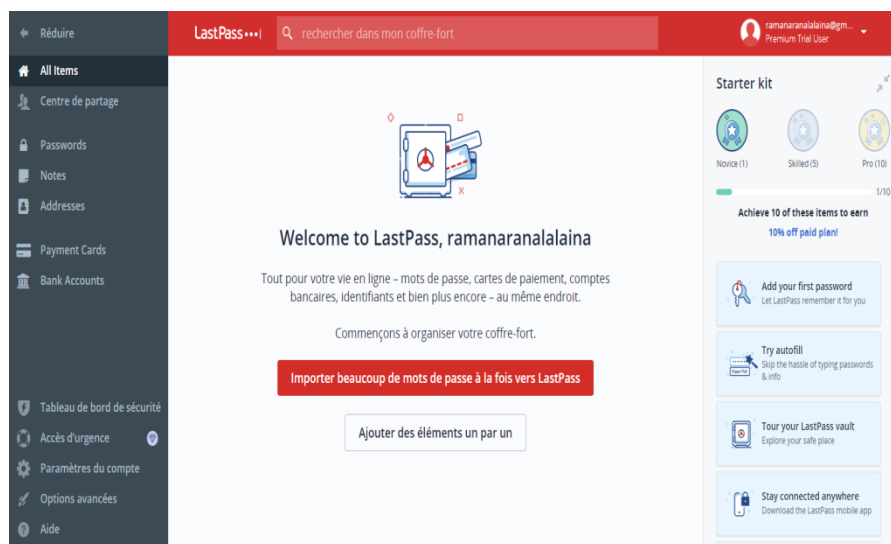 Réduire
All Items
Centre de partage
Passwords
Notes
Addresses
Payment Cards
Bank Accounts
Tableau de bord de sécurité
Accès d'urgence
Paramètres du compte
Options avancées
Aide
LastPass
rechercher dans mon coffre-fort
ramanaranalalaina@gm...
Premium Trial User
Welcome to LastPass, ramanaranalalaina
Tout pour votre vie en ligne – mots de passe, cartes de paiement, comptes
bancaires, identifiants et bien plus encore – au même endroit.
Commençons à organiser votre coffre-fort.
Importer beaucoup de mots de passe à la fois vers LastPass
Ajouter des éléments un par un
Starter kit
Novice (1) Skilled (5) Pro (10)
1/10
Achieve 10 of these items to earn
10% off paid plan!
Add your first password
Let LastPass remember it for you
Try autofill
Skip the hassle of typing passwords
& info
Tour your LastPass vault
Explore your safe place
Stay connected anywhere
Download the LastPass mobile app